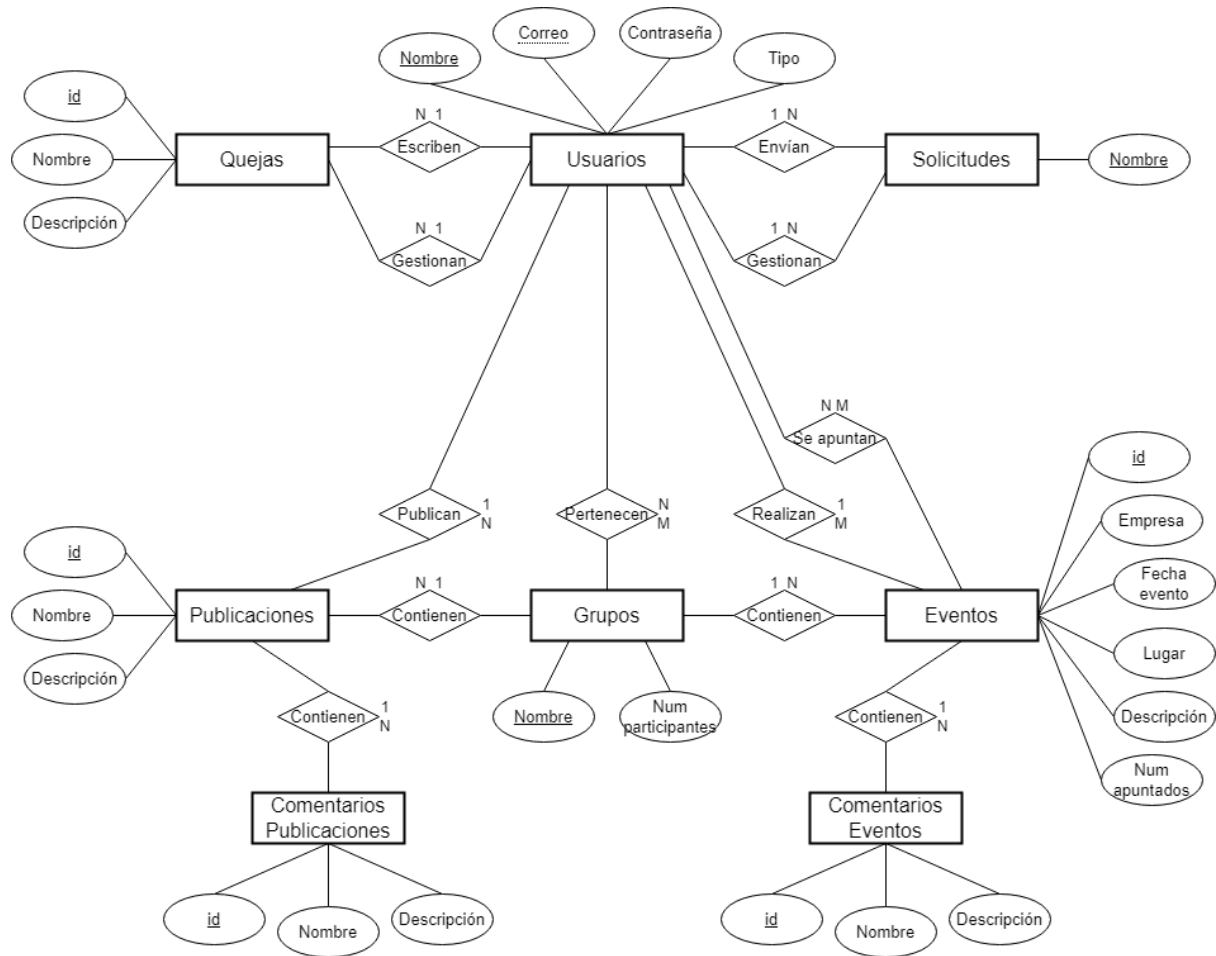 Correo
Contraseña
Nombre
Tipo
id
N 1
1 N
Nombre
Quejas
Escriben
Usuarios
Envían
Solicitudes
Nombre
Descripción
N 1
1 N
Gestionan
Gestionan
N M
Se apuntan
id
Publican
1
N
Pertenecen
N
M
Realizan
1
M
Empresa
id
Fecha
evento
N 1
1 N
Nombre
Publicaciones
Contienen
Grupos
Contienen
Eventos
Lugar
Descripción
Contienen
1
N
Nombre
Num
participantes
Contienen
1
N
Descripción
Num
apuntados
Comentarios
Publicaciones
Comentarios
Eventos
id
Nombre
Descripción
id
Nombre
Descripción